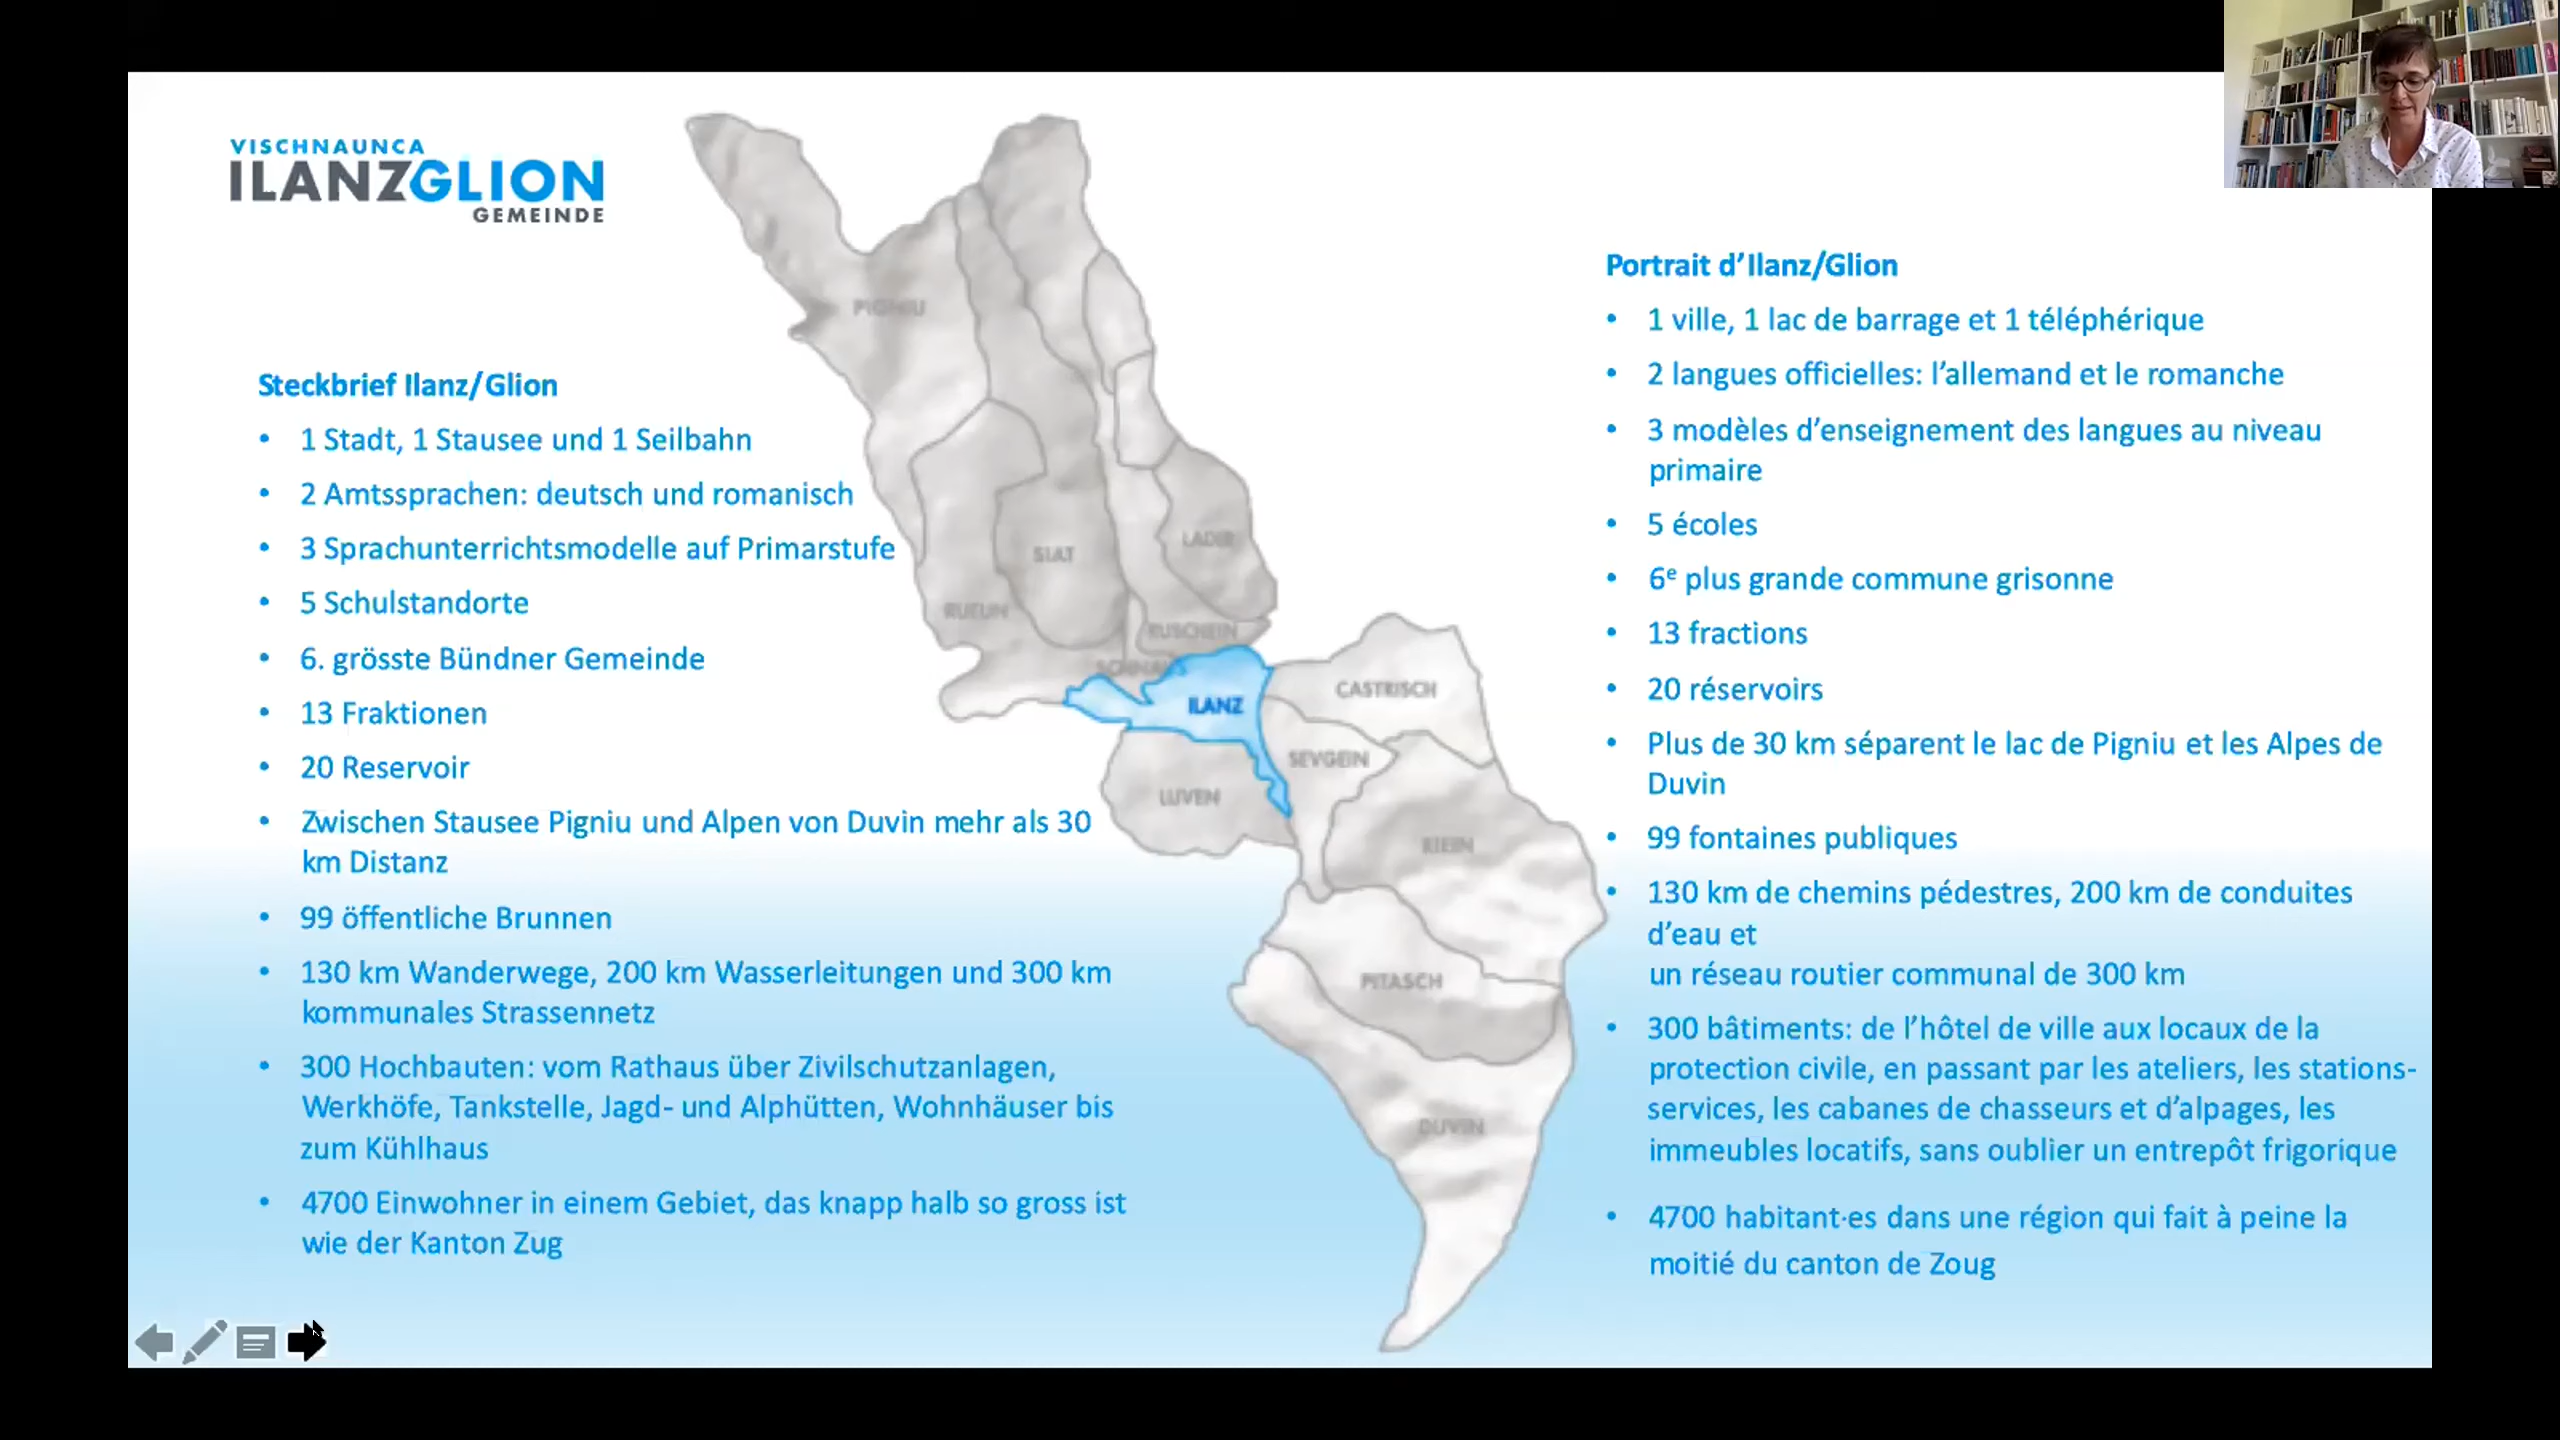 VISCHNAUNCA
ILANZGLION
GEMEINDE
Steckbrief Ilanz/Glion
• 1 Stadt, 1 Stausee und 1 Seilbahn
• 2 Amtssprachen: deutsch und romanisch
• 3 Sprachunterrichtsmodelle auf Primarstufe
• 5 Schulstandorte
• 6. grösste Bündner Gemeinde
• 13 Fraktionen
• 20 Reservoir
• Zwischen Stausee Pigniu und Alpen von Duvin mehr als 30
km Distanz
• 99 öffentliche Brunnen
• 130 km Wanderwege, 200 km Wasserleitungen und 300 km
kommunales Strassennetz
• 300 Hochbauten: vom Rathaus über Zivilschutzanlagen,
Werkhöfe, Tankstelle, Jagd- und Alphütten, Wohnhäuser bis
zum Kühlhaus
• 4700 Einwohner in einem Gebiet, das knapp halb so gross ist
wie der Kanton Zug
PIGNIU
SIAT
LADIR
RUEUN
RUSCHEIN
SCHNAUS
ILANZ
CASTRISCH
SEVGEIN
LUVEN
RIEIN
PITASCH
DUVIN
Portrait d’Ilanz/Glion
• 1 ville, 1 lac de barrage et 1 téléphérique
• 2 langues officielles: l’allemand et le romanche
• 3 modèles d’enseignement des langues au niveau
primaire
• 5 écoles
• 6e plus grande commune grisonne
• 13 fractions
• 20 réservoirs
• Plus de 30 km séparent le lac de Pigniu et les Alpes de
Duvin
• 99 fontaines publiques
• 130 km de chemins pédestres, 200 km de conduites
d’eau et
un réseau routier communal de 300 km
• 300 bâtiments: de l’hôtel de ville aux locaux de la
protection civile, en passant par les ateliers, les stations-
services, les cabanes de chasseurs et d’alpages, les
immeubles locatifs, sans oublier un entrepôt frigorique
• 4700 habitant·es dans une région qui fait à peine la
moitié du canton de Zoug